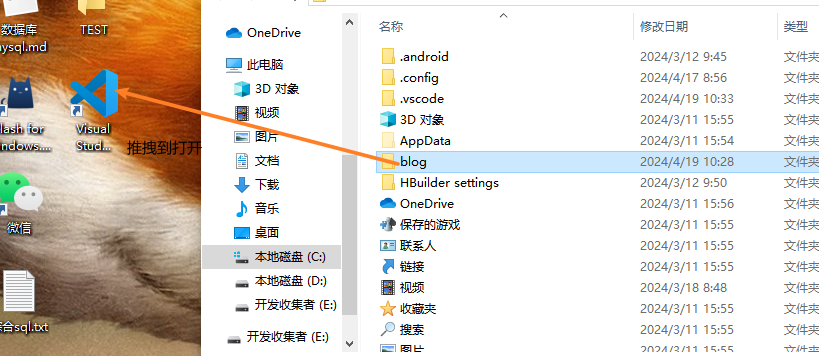 数据库
mysql.md
TEST
lash for
indows....
Visual
Stud...
推拽到打开
微信
综合sql.txt
OneDrive
此电脑
3D 对象
视频
图片
文档
下载
音乐
桌面
本地磁盘 (C:)
本地磁盘 (D:)
开发收集者 (E:)
开发收集者 (E:)
名称 修改日期 类型
.android 2024/3/12 9:45 文件夹
.config 2024/4/17 8:56 文件夹
.vscode 2024/4/19 10:33 文件夹
3D 对象 2024/3/11 15:55 文件夹
AppData 2024/3/11 15:54 文件夹
blog 2024/4/19 10:28 文件夹
HBuilder settings 2024/3/12 9:50 文件夹
OneDrive 2024/3/11 15:56 文件夹
保存的游戏 2024/3/11 15:55 文件夹
联系人 2024/3/11 15:55 文件夹
链接 2024/3/11 15:55 文件夹
视频 2024/3/18 8:48 文件夹
收藏夹 2024/3/11 15:55 文件夹
搜索 2024/3/11 15:55 文件夹
图片 2024/3/11 15:55 文件夹